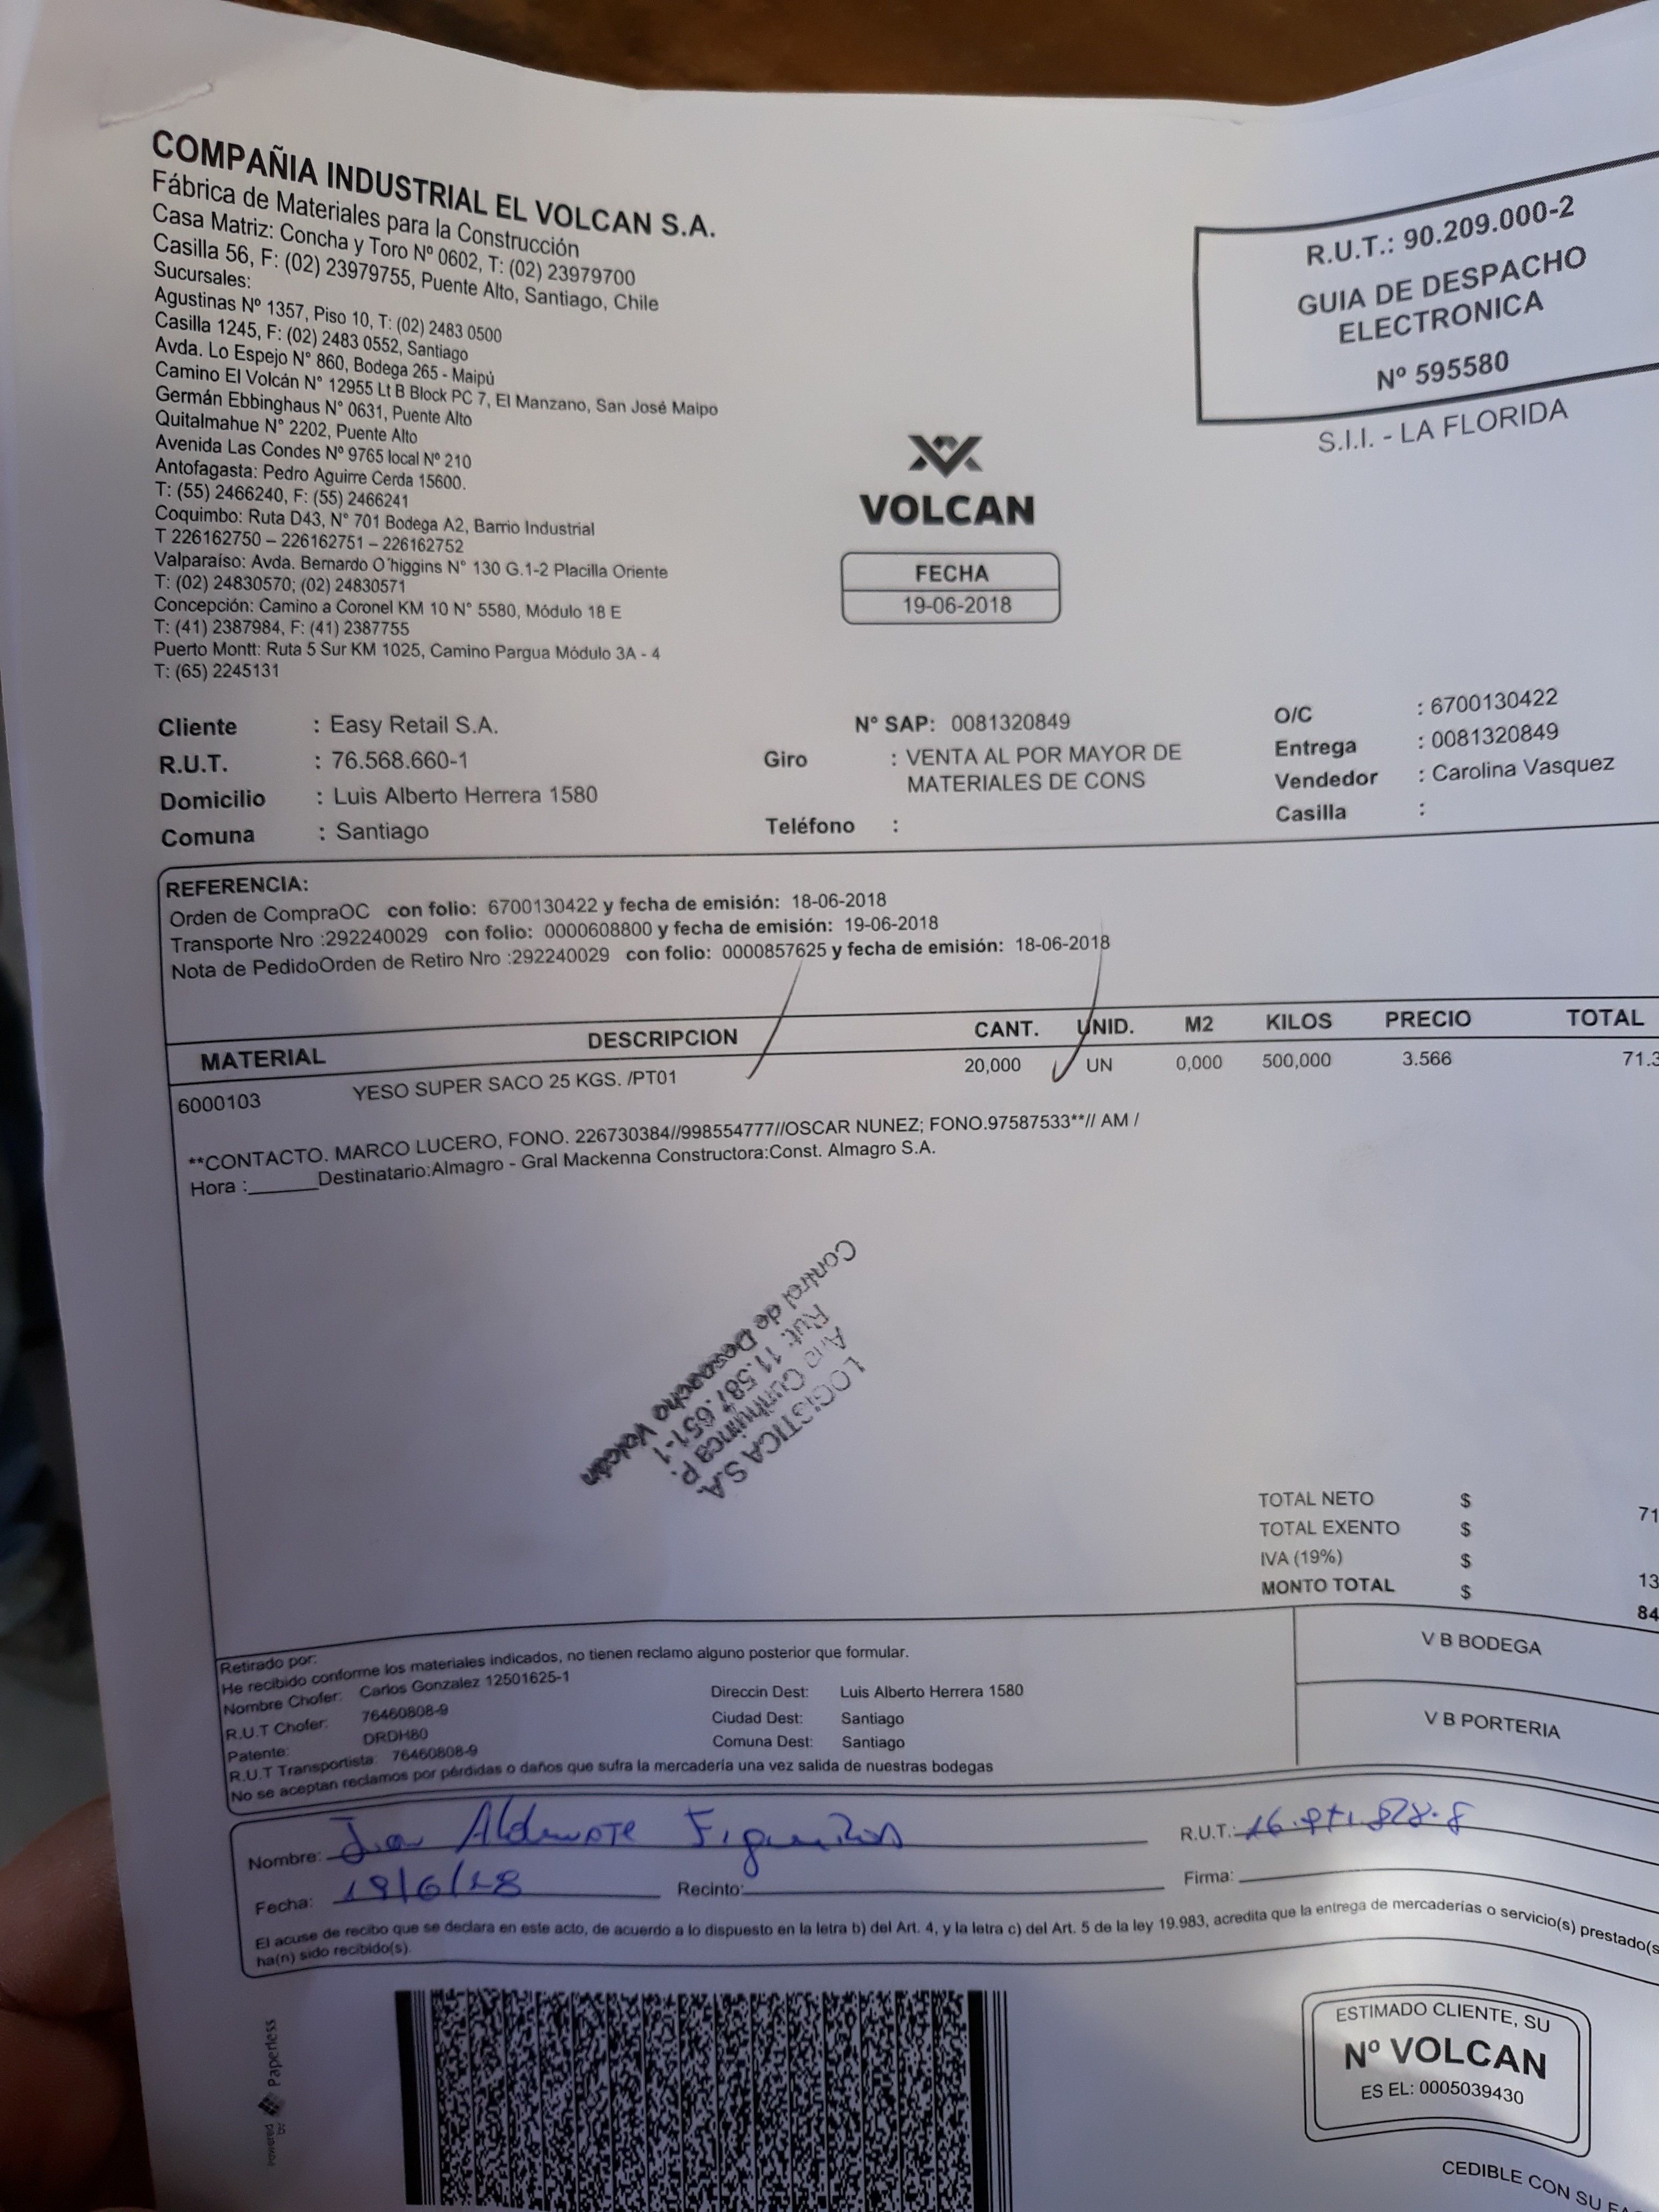 COMPAÑIA INDUSTRIAL EL VOLCAN S.A.
Fábrica de Materiales para la Construcción
Casa Matriz: Concha y Toro Nº 0602, T: (02) 23979700
Casilla 56, F: (02) 23979755, Puente Alto, Santiago, Chile
Sucursales:
Agustinas Nº 1357, Piso 10, T: (02) 2483 0500
Casilla 1245, F: (02) 2483 0552, Santiago
Avda. Lo Espejo N° 860, Bodega 265 - Maipú
Camino El Volcán N° 12955 Lt B Block PC 7, El Manzano, San José Maipo
Germán Ebbinghaus N° 0631, Puente Alto
Quitalmahue N° 2202, Puente Alto
Avenida Las Condes Nº 9765 local Nº 210
Antofagasta: Pedro Aguirre Cerda 15600.
T: (55) 2466240, F: (55) 2466241
Coquimbo: Ruta D43, N° 701 Bodega A2, Barrio Industrial
T 226162750 – 226162751 – 226162752
Valparaíso: Avda. Bernardo O´higgins N° 130 G.1-2 Placilla Oriente
T: (02) 24830570; (02) 24830571
Concepción: Camino a Coronel KM 10 N° 5580, Módulo 18 E
T: (41) 2387984, F: (41) 2387755
Puerto Montt: Ruta 5 Sur KM 1025, Camino Pargua Módulo 3A - 4
T: (65) 2245131
R.U.T.: 90.209.000-2
GUIA DE DESPACHO
ELECTRONICA
Nº 595580
S.I.I. - LA FLORIDA
VOLCAN
FECHA
19-06-2018
Cliente : Easy Retail S.A.
R.U.T. : 76.568.660-1
Domicilio : Luis Alberto Herrera 1580
Comuna : Santiago
N° SAP: 0081320849
Giro : VENTA AL POR MAYOR DE
MATERIALES DE CONS
Teléfono :
O/C : 6700130422
Entrega : 0081320849
Vendedor : Carolina Vasquez
Casilla :
REFERENCIA:
Orden de CompraOC con folio: 6700130422 y fecha de emisión: 18-06-2018
Transporte Nro :292240029 con folio: 0000608800 y fecha de emisión: 19-06-2018
Nota de PedidoOrden de Retiro Nro :292240029 con folio: 0000857625 y fecha de emisión: 18-06-2018
MATERIAL DESCRIPCION CANT. UNID. M2 KILOS PRECIO TOTAL
6000103 YESO SUPER SACO 25 KGS. /PT01 20,000 UN 0,000 500,000 3.566 71.3
**CONTACTO. MARCO LUCERO, FONO. 226730384//998554777//OSCAR NUNEZ; FONO.97587533**// AM /
Hora :______Destinatario:Almagro - Gral Mackenna Constructora:Const. Almagro S.A.
LOGISTICA S.A.
P.
Rut: 11.587.651-1
Control de Despacho Volcán
TOTAL NETO $ 71
TOTAL EXENTO $
IVA (19%) $ 13
MONTO TOTAL $ 84
Retirado por:
He recibido conforme los materiales indicados, no tienen reclamo alguno posterior que formular.
Nombre Chofer: Carlos Gonzalez 12501625-1
R.U.T Chofer: 76460808-9
Patente: DRDH80
R.U.T Transportista: 76460808-9
No se aceptan reclamos por pérdidas o daños que sufra la mercadería una vez salida de nuestras bodegas
Direccin Dest: Luis Alberto Herrera 1580
Ciudad Dest: Santiago
Comuna Dest: Santiago
V B BODEGA
V B PORTERIA
Nombre:
R.U.T.:
Fecha: 19/6/18
Recinto:
Firma:
El acuse de recibo que se declara en este acto, de acuerdo a lo dispuesto en la letra b) del Art. 4, y la letra c) del Art. 5 de la ley 19.983, acredita que la entrega de mercaderías o servicio(s) prestado(s
ha(n) sido recibido(s).
Powered by Paperless
ESTIMADO CLIENTE, SU
Nº VOLCAN
ES EL: 0005039430
CEDIBLE CON SU